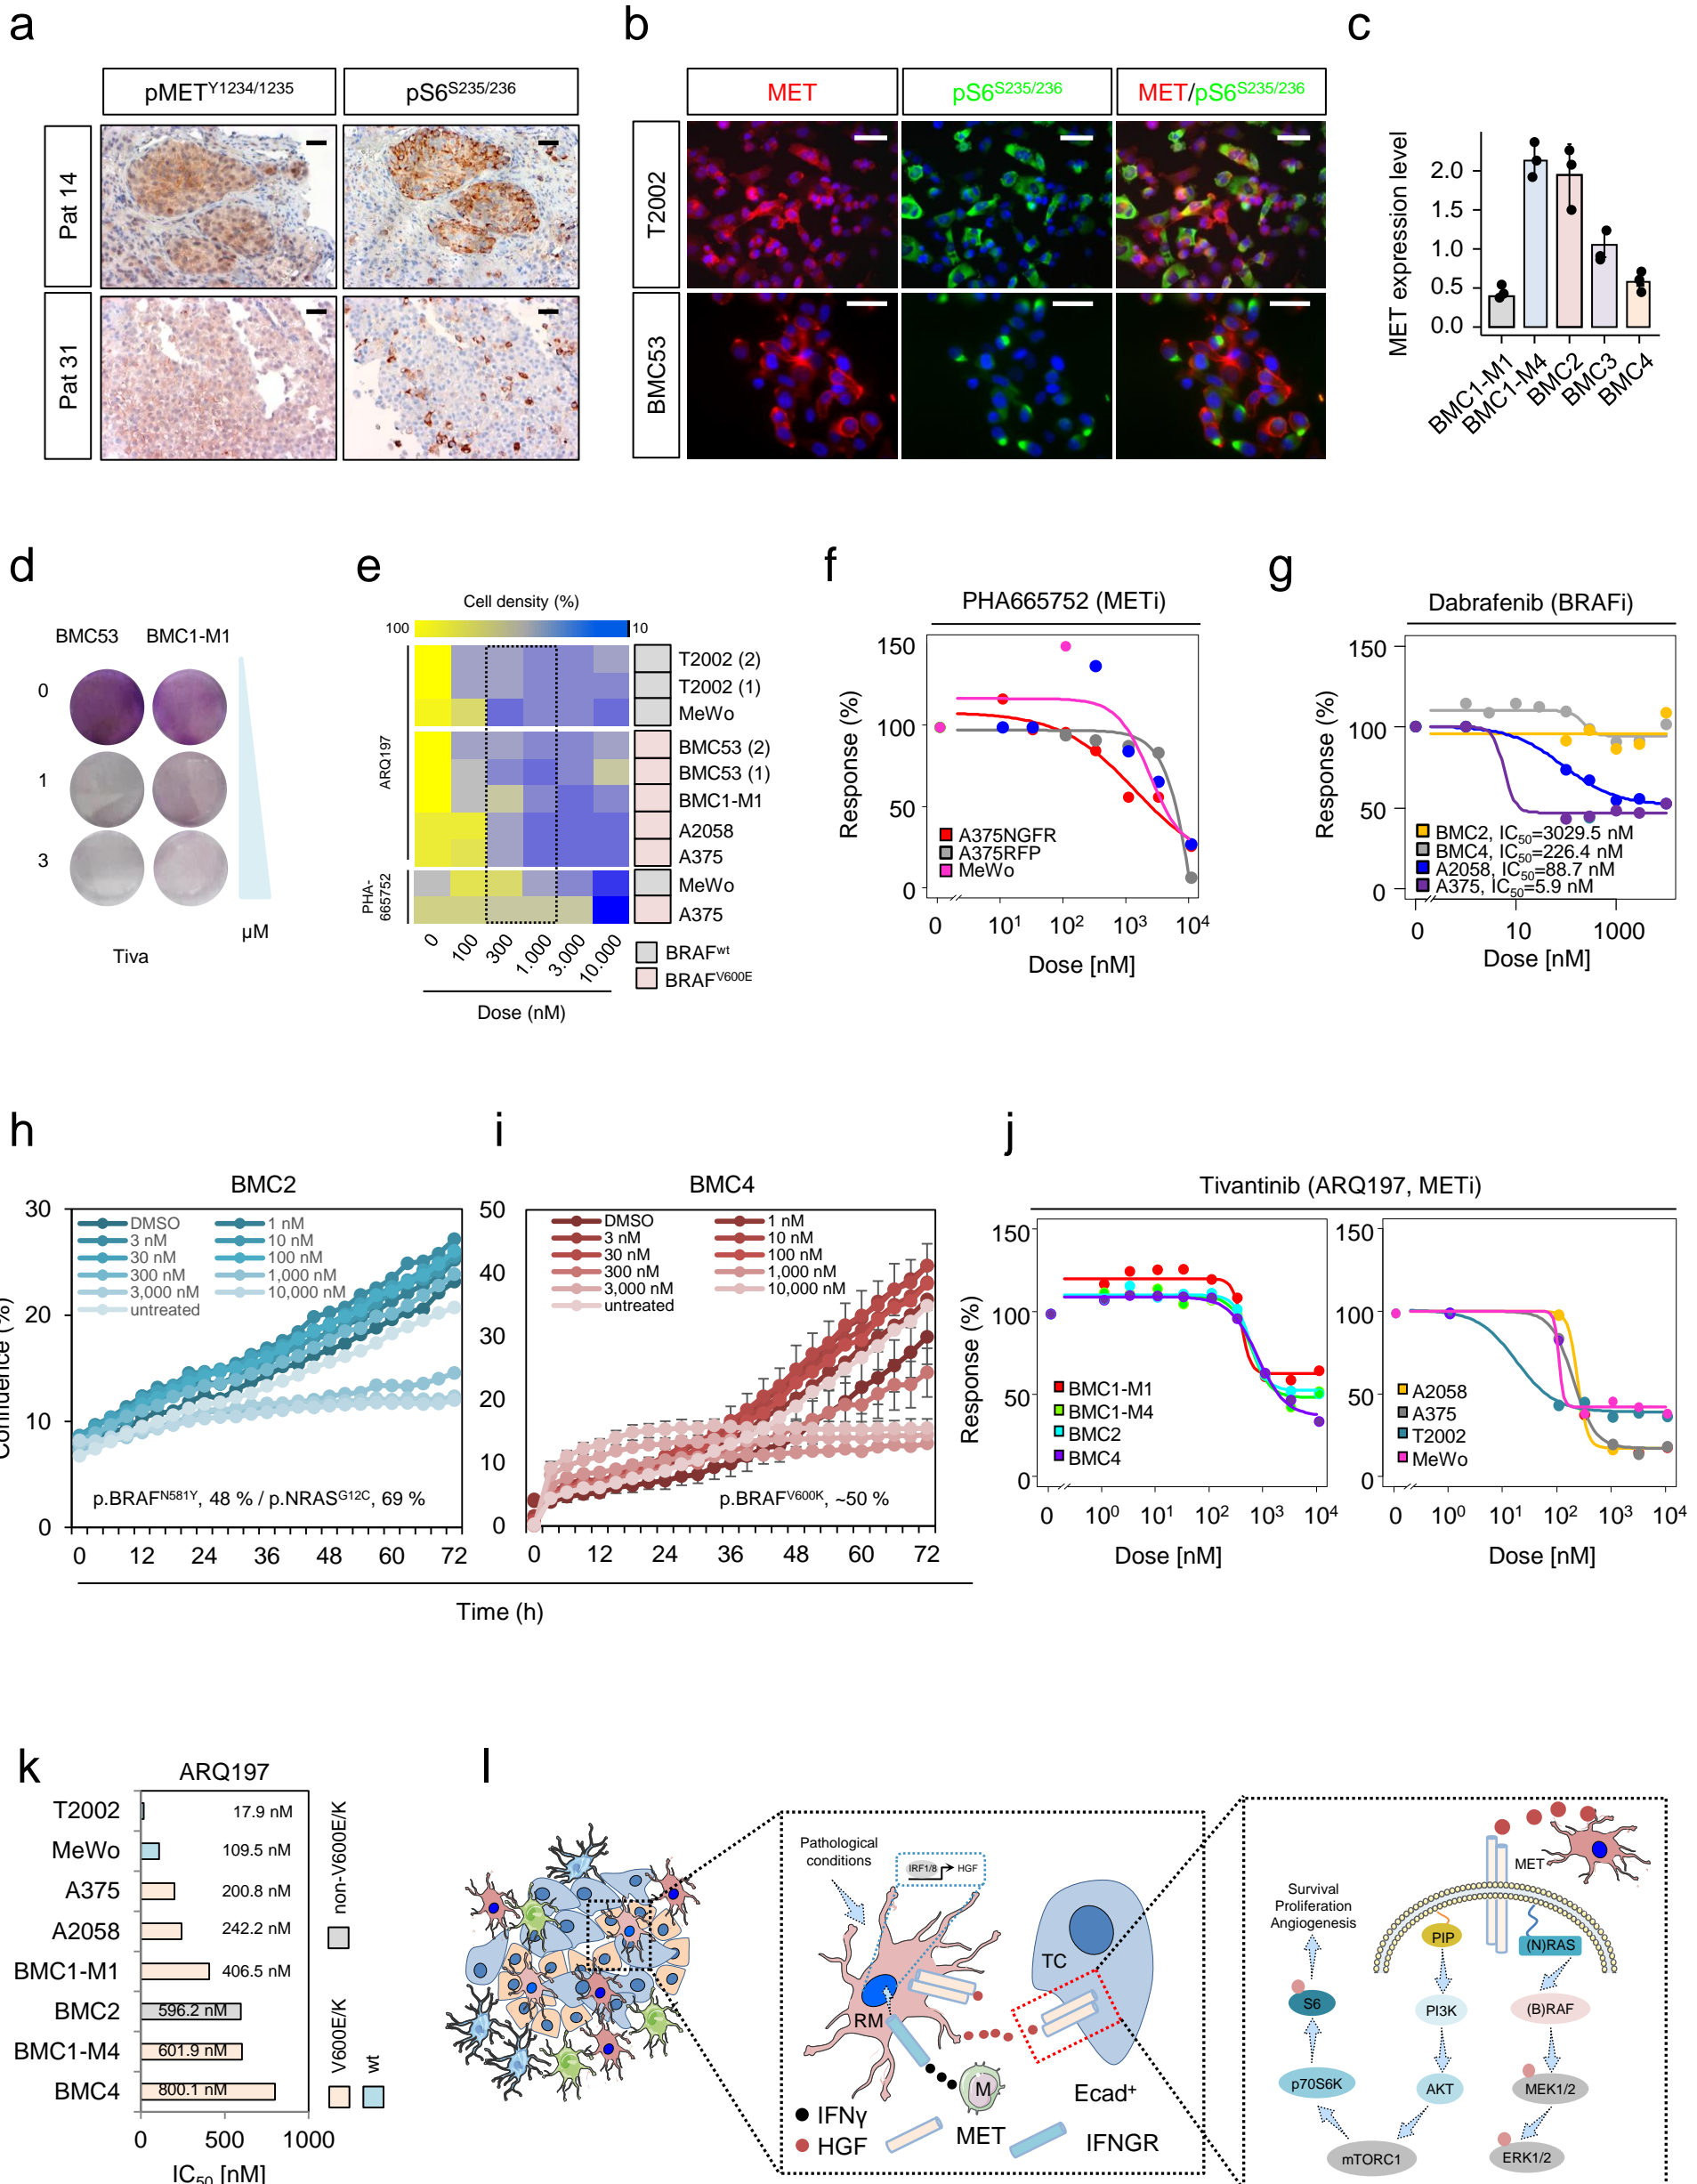 a
pMETY1234/1235
pS6S235/236
Pat 14
Pat 31
b
MET
pS6S235/236
MET/pS6S235/236
T2002
BMC53
c
MET expression level
2.0
1.5
1.0
0.5
0.0
BMC1-M1
BMC1-M4
BMC2
BMC3
BMC4
d
BMC53 BMC1-M1
0
1
3
µM
Tiva
e
Cell density (%)
100 10
ARQ197
PHA-
665752
T2002 (2)
T2002 (1)
MeWo
BMC53 (2)
BMC53 (1)
BMC1-M1
A2058
A375
MeWo
A375
0 100 300 1.000 3.000 10.000
Dose (nM)
BRAFwt
BRAFV600E
f
PHA665752 (METi)
Response (%)
150
100
50
0
A375NGFR
A375RFP
MeWo
0 101 102 103 104
Dose [nM]
g
Dabrafenib (BRAFi)
Response (%)
150
100
50
0
BMC2, IC50=3029.5 nM
BMC4, IC50=226.4 nM
A2058, IC50=88.7 nM
A375, IC50=5.9 nM
0 10 1000
Dose [nM]
h
BMC2
Confluence (%)
30
20
10
0
DMSO 1 nM
3 nM 10 nM
30 nM 100 nM
300 nM 1,000 nM
3,000 nM 10,000 nM
untreated
p.BRAFN581Y, 48 % / p.NRASG12C, 69 %
0 12 24 36 48 60 72
i
BMC4
50
40
30
20
10
0
DMSO 1 nM
3 nM 10 nM
30 nM 100 nM
300 nM 1,000 nM
3,000 nM 10,000 nM
untreated
p.BRAFV600K, ~50 %
0 12 24 36 48 60 72
Time (h)
j
Tivantinib (ARQ197, METi)
Response (%)
150
100
50
0
BMC1-M1
BMC1-M4
BMC2
BMC4
0 100 101 102 103 104
Dose [nM]
150
100
50
0
A2058
A375
T2002
MeWo
0 100 101 102 103 104
Dose [nM]
k
ARQ197
T2002 17.9 nM
MeWo 109.5 nM
A375 200.8 nM
A2058 242.2 nM
BMC1-M1 406.5 nM
BMC2 596.2 nM
BMC1-M4 601.9 nM
BMC4 800.1 nM
0 500 1000
IC50 [nM]
non-V600E/K
V600E/K
wt
l
Pathological
conditions
IRF1/8 HGF
RM
TC
M
Ecad+
IFNγ
HGF
MET
IFNGR
MET
Survival
Proliferation
Angiogenesis
PIP
(N)RAS
S6
PI3K
(B)RAF
p70S6K
AKT
MEK1/2
mTORC1
ERK1/2